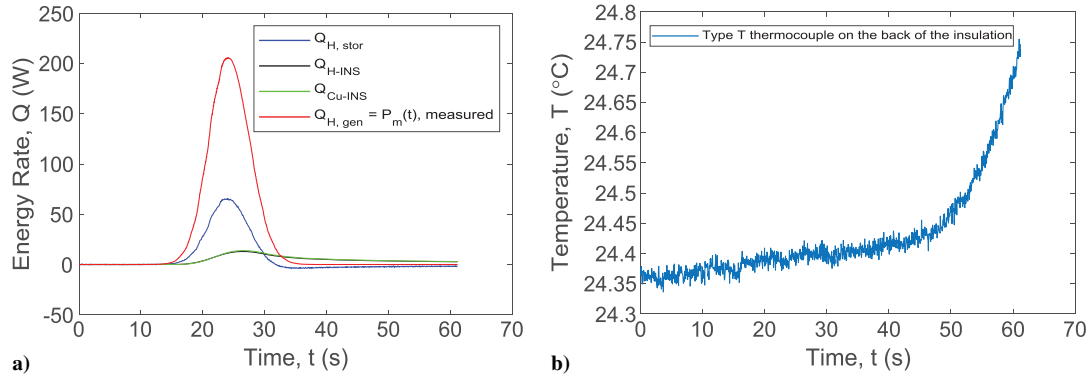 250
200
150
100
50
0
-50
Energy Rate, Q (W)
Q_H, stor
Q_H-INS
Q_Cu-INS
Q_H, gen = P_m(t), measured
0 10 20 30 40 50 60 70
Time, t (s)
a)
24.8
24.75
24.7
24.65
24.6
24.55
24.5
24.45
24.4
24.35
24.3
Temperature, T (°C)
Type T thermocouple on the back of the insulation
0 10 20 30 40 50 60 70
Time, t (s)
b)